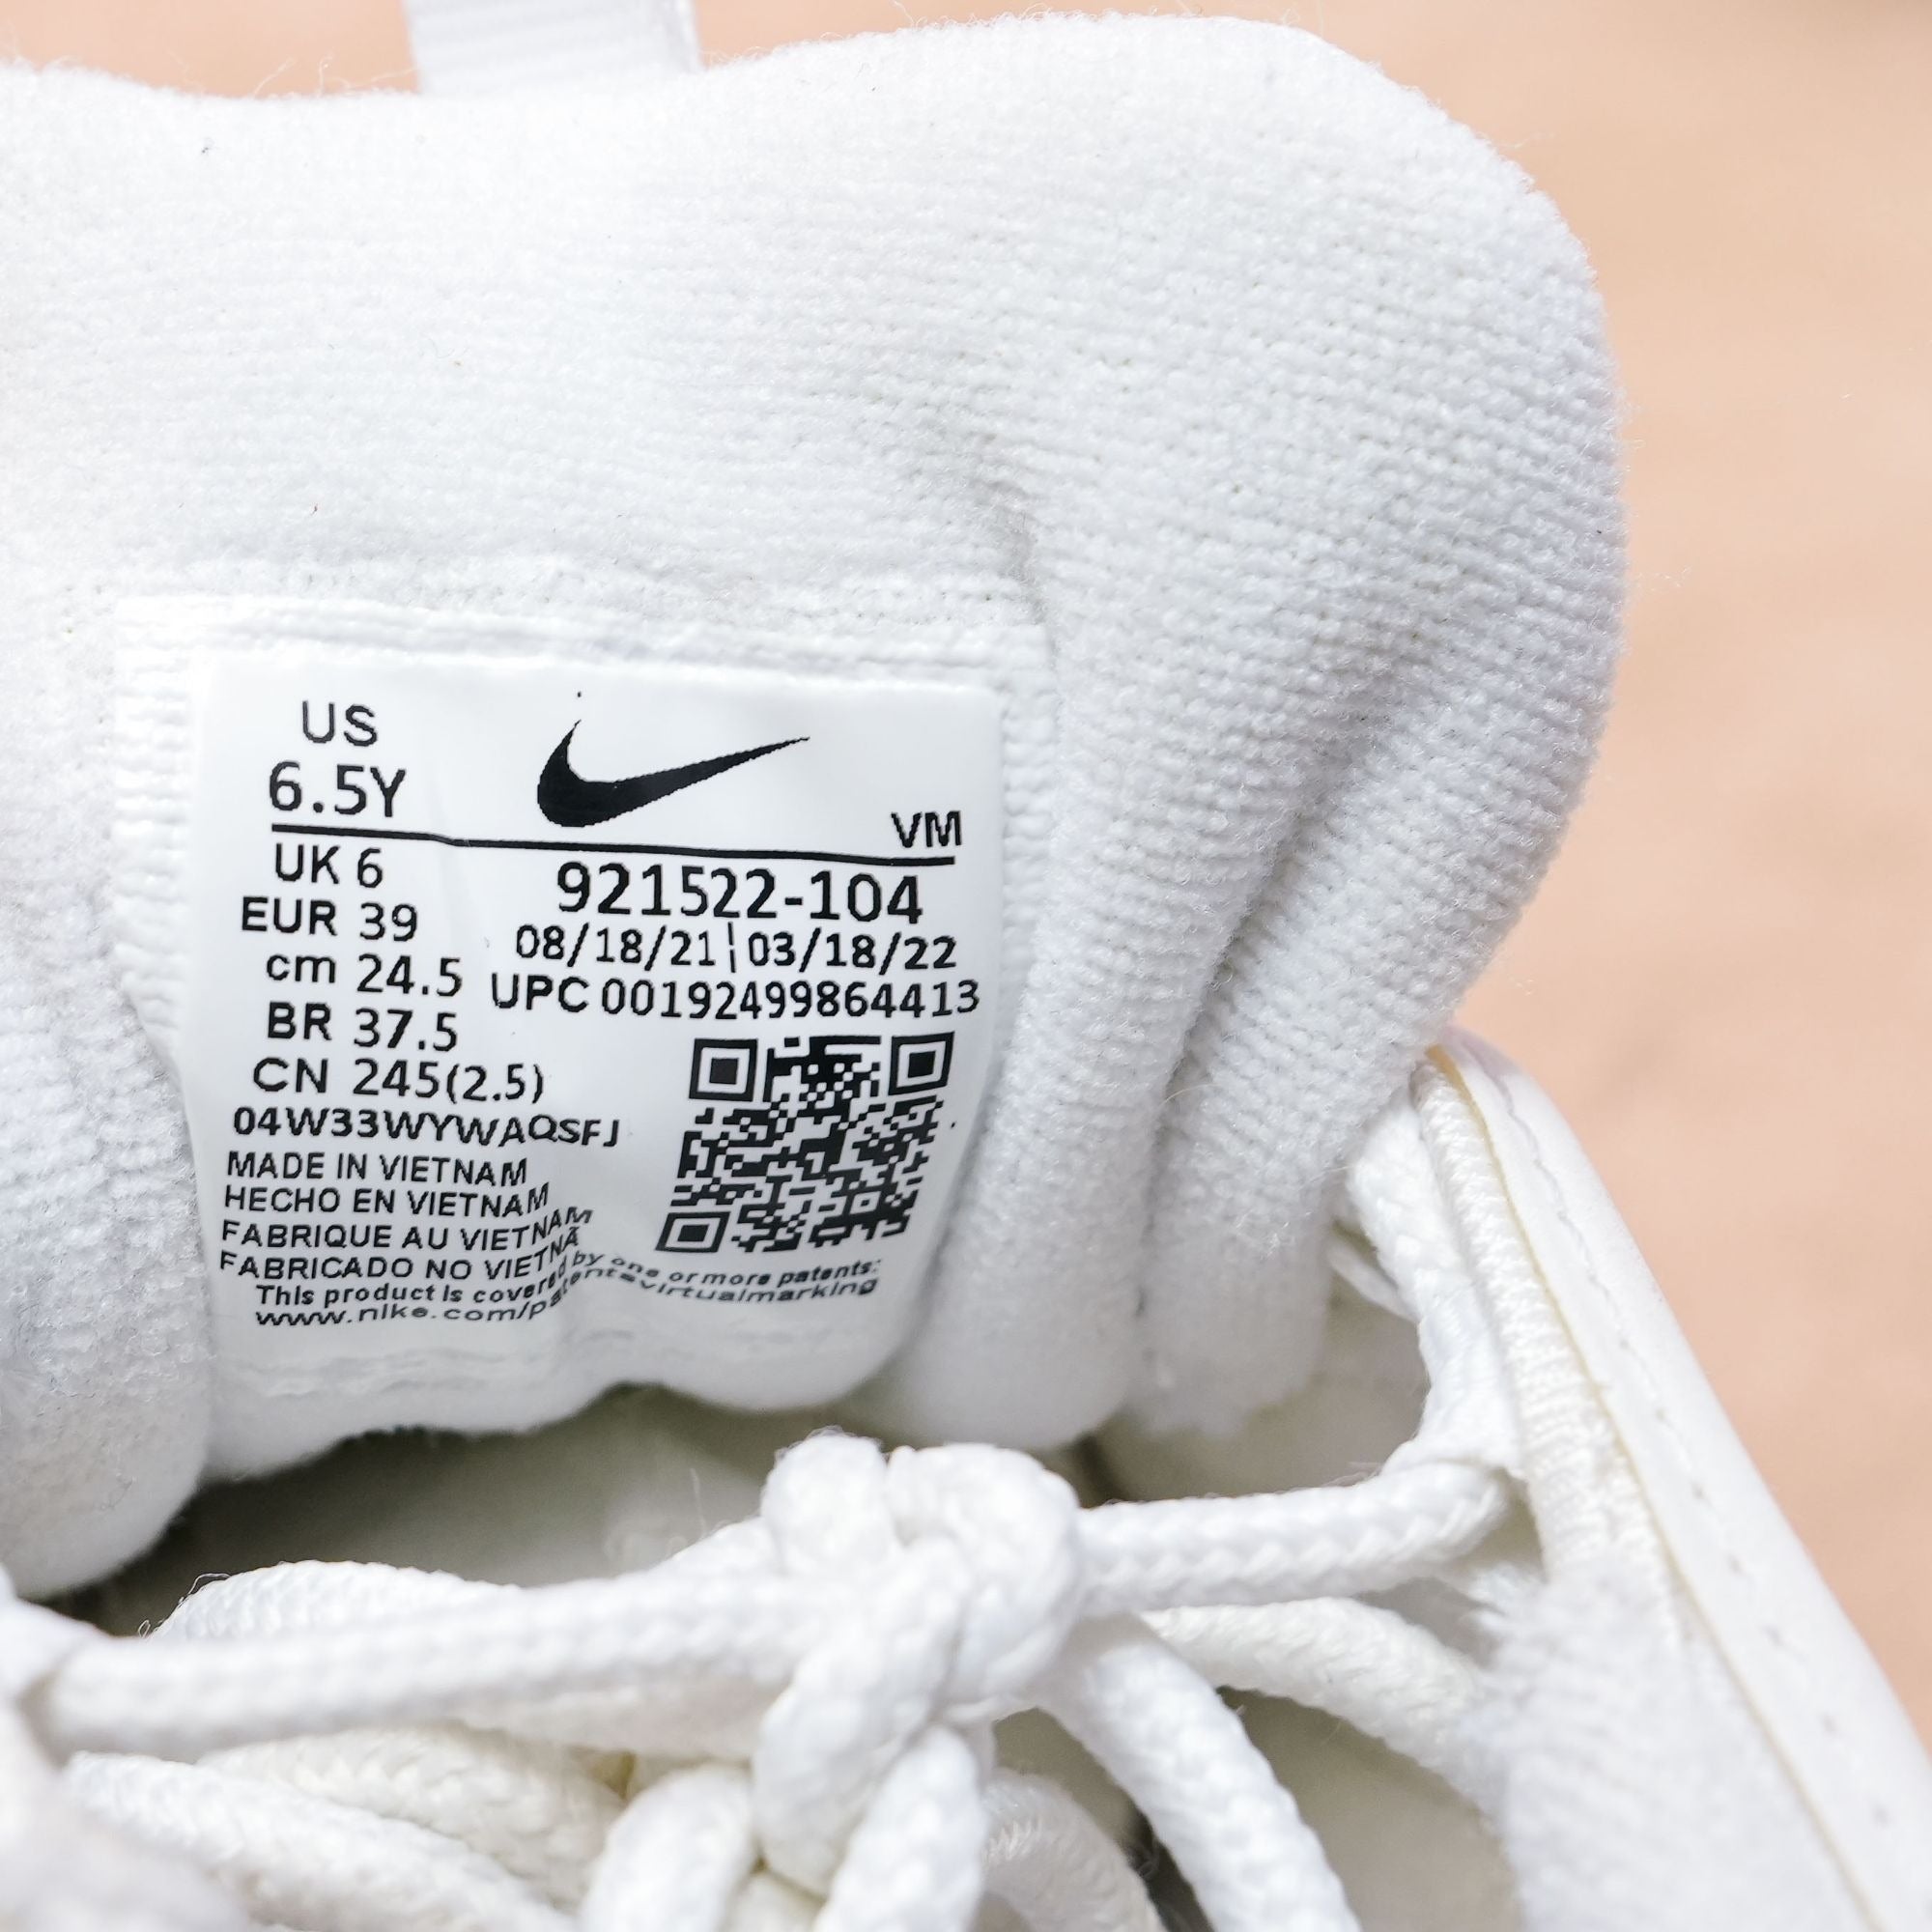 US
6.5Y
VM
UK 6
EUR 39
cm 24.5
BR 37.5
CN 245(2.5)
921522-104
08/18/21 03/18/22
UPC 00192499864413
04W33WYWAQSFJ
MADE IN VIETNAM
HECHO EN VIETNAM
FABRIQUE AU VIETNAM
FABRICADO NO VIETNÃ
This product is covered by one or more patents:
www.nike.com/patentsvirtualmarking